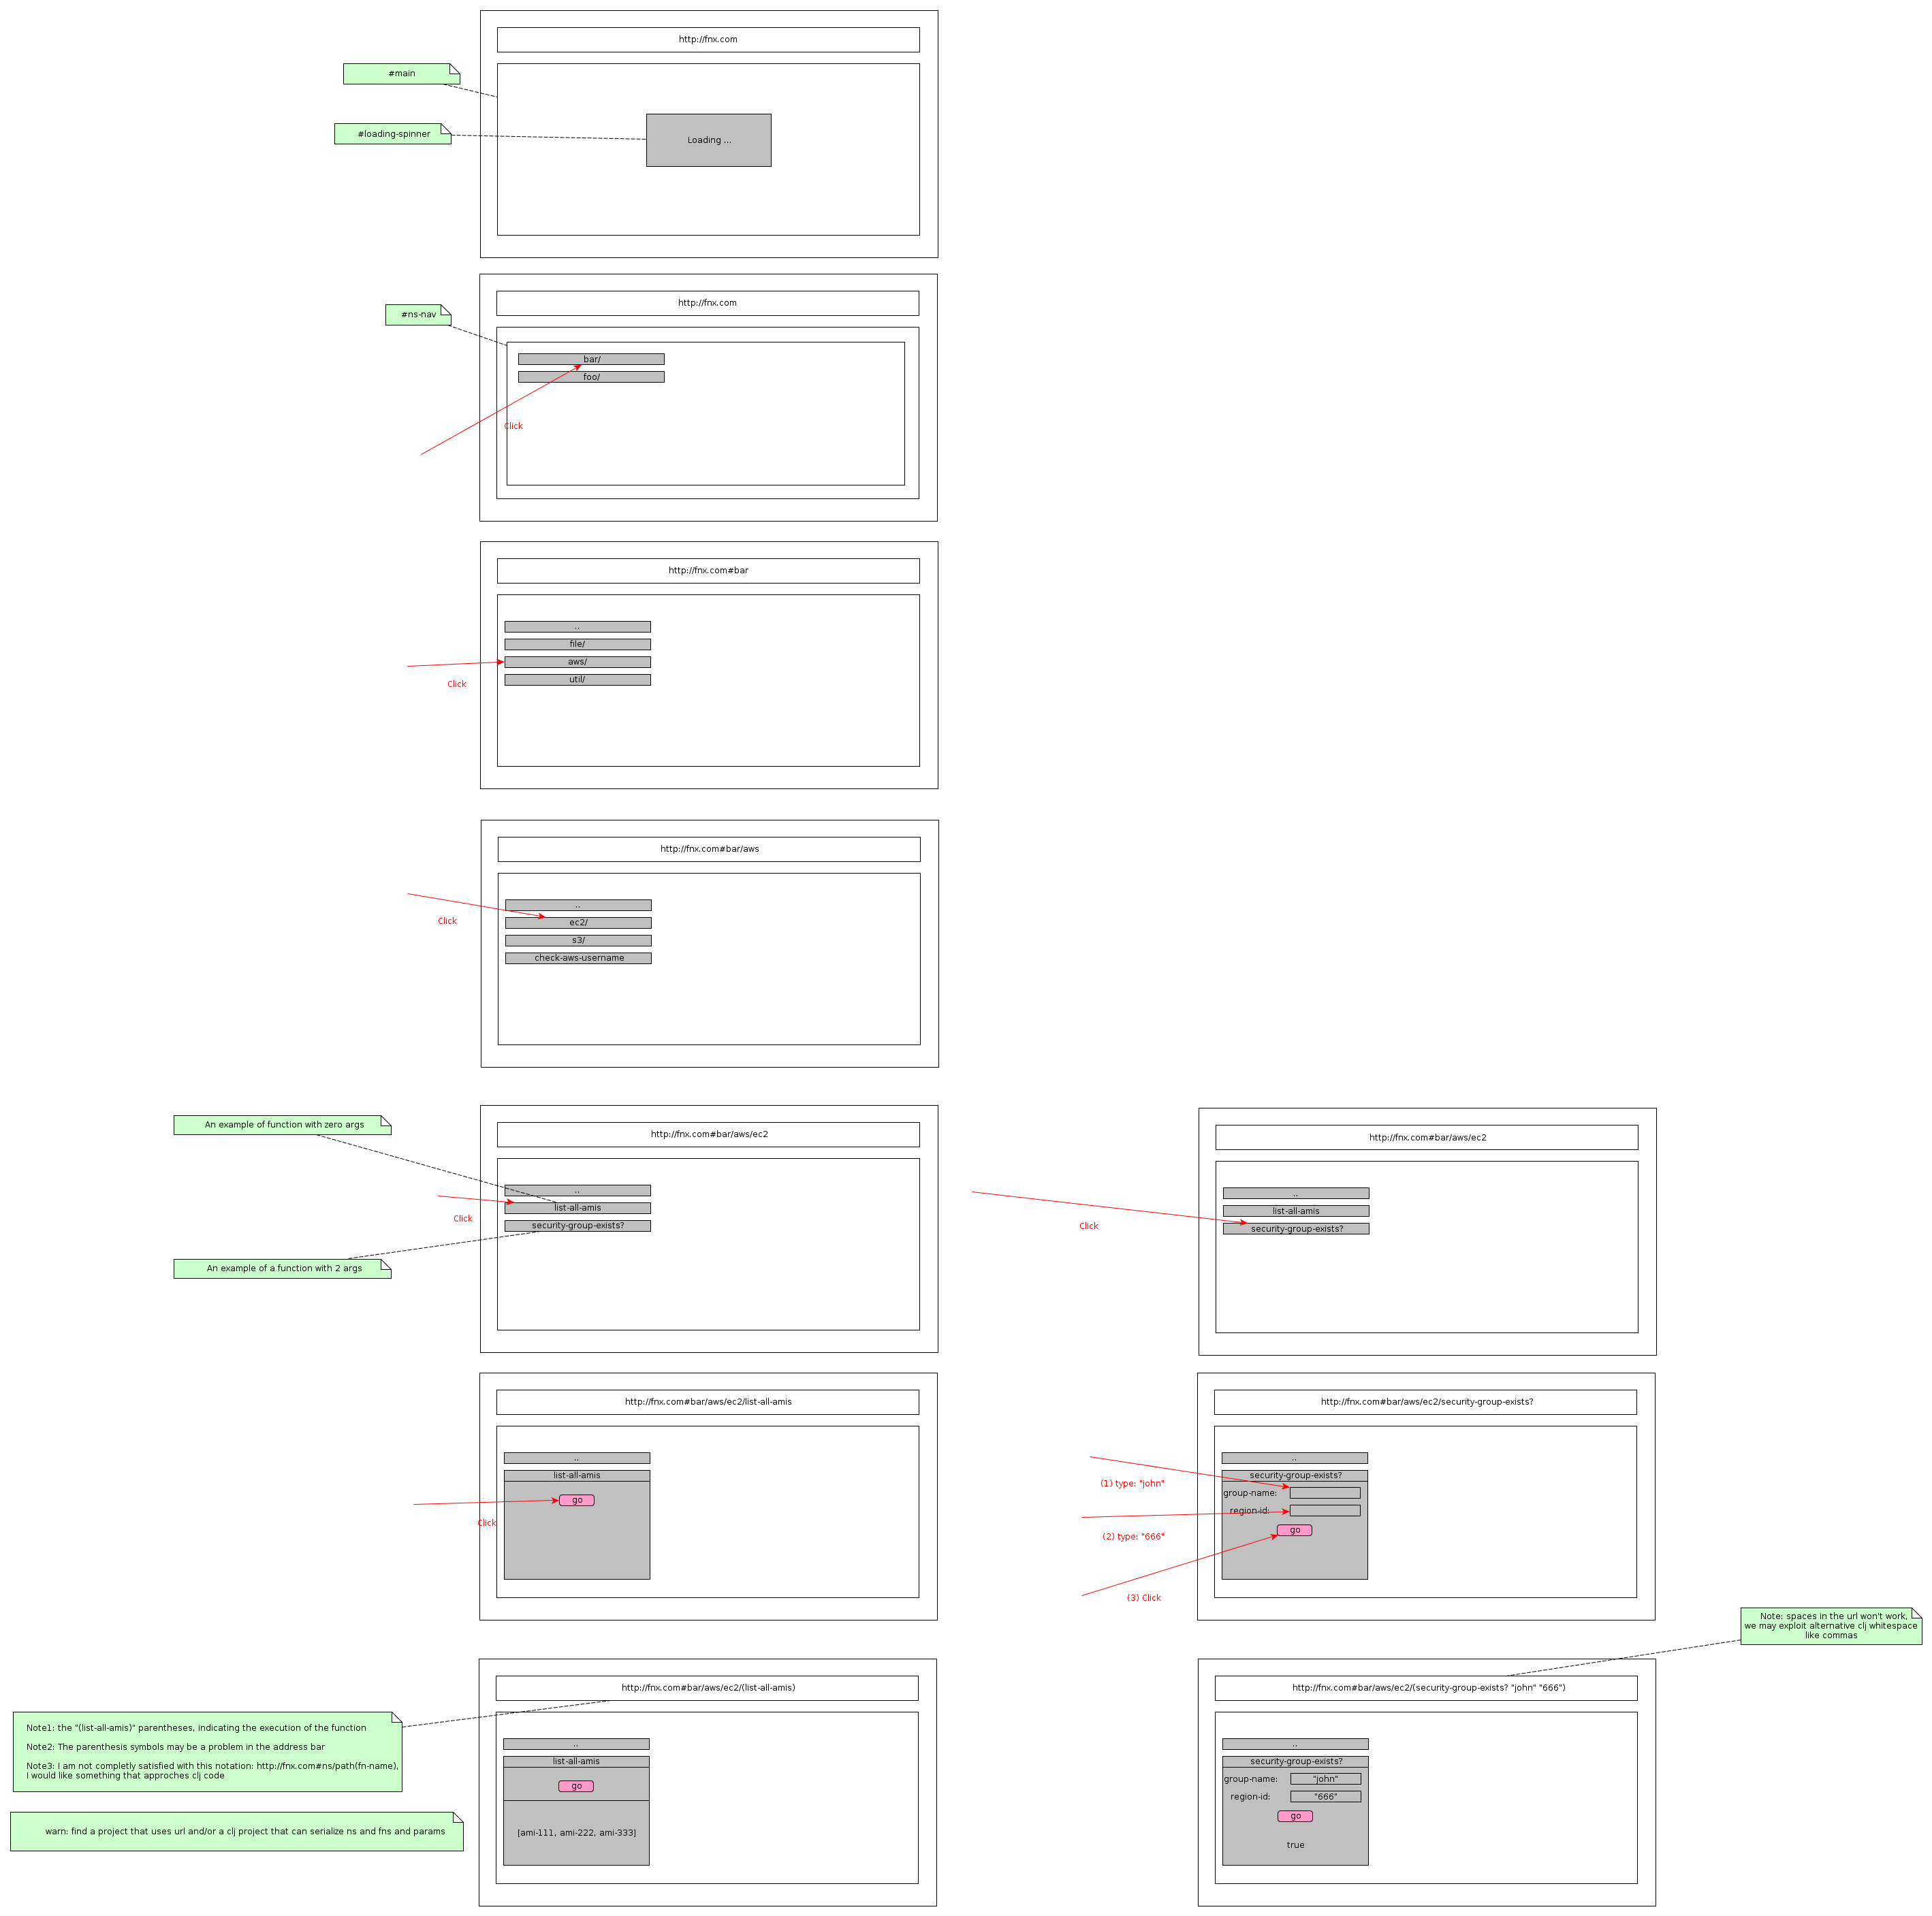 http://fnx.com
#main
#loading-spinner
Loading ...
http://fnx.com
#ns-nav
bar/
foo/
Click
http://fnx.com#bar
..
file/
aws/
util/
Click
http://fnx.com#bar/aws
..
ec2/
s3/
check-aws-username
Click
An example of function with zero args
http://fnx.com#bar/aws/ec2
..
list-all-amis
security-group-exists?
Click
An example of a function with 2 args
http://fnx.com#bar/aws/ec2
..
list-all-amis
security-group-exists?
Click
http://fnx.com#bar/aws/ec2/list-all-amis
..
list-all-amis
go
Click
http://fnx.com#bar/aws/ec2/security-group-exists?
..
security-group-exists?
group-name:
region-id:
go
(1) type: "john"
(2) type: "666"
(3) Click
Note: spaces in the url won't work,
we may exploit alternative clj whitespace
like commas
http://fnx.com#bar/aws/ec2/(list-all-amis)
Note1: the "(list-all-amis)" parentheses, indicating the execution of the function
Note2: The parenthesis symbols may be a problem in the address bar
Note3: I am not completly satisfied with this notation: http://fnx.com#ns/path(fn-name),
I would like something that approches clj code
..
list-all-amis
go
[ami-111, ami-222, ami-333]
warn: find a project that uses url and/or a clj project that can serialize ns and fns and params
http://fnx.com#bar/aws/ec2/(security-group-exists? "john" "666")
..
security-group-exists?
group-name:
"john"
region-id:
"666"
go
true